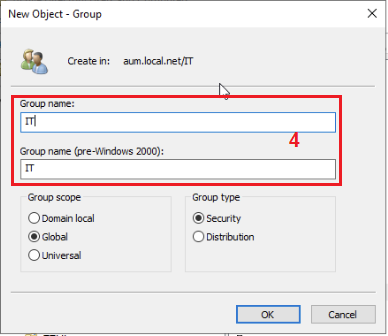 New Object - Group
Create in: aum.local.net/IT
Group name:
IT
4
Group name (pre-Windows 2000):
IT
Group scope
Domain local
Global
Universal
Group type
Security
Distribution
OK
Cancel